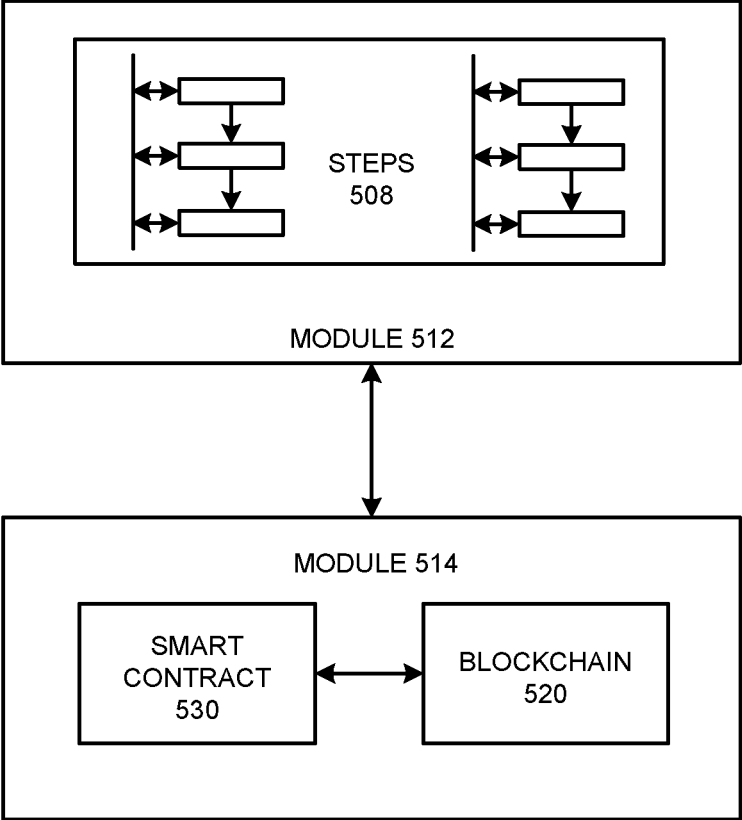 STEPS
508
MODULE 512
MODULE 514
SMART
CONTRACT
530
BLOCKCHAIN
520